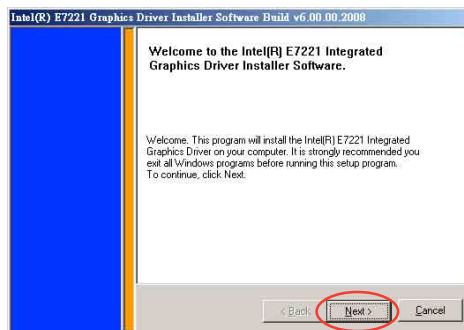 Intel(R) E7221 Graphics Driver Installer Software Build v6.00.00.2008
Welcome to the Intel(R) E7221 Integrated
Graphics Driver Installer Software.
Welcome. This program will install the Intel(R) E7221 Integrated
Graphics Driver on your computer. It is strongly recommended you
exit all Windows programs before running this setup program.
To continue, click Next.
< Back
Next >
Cancel